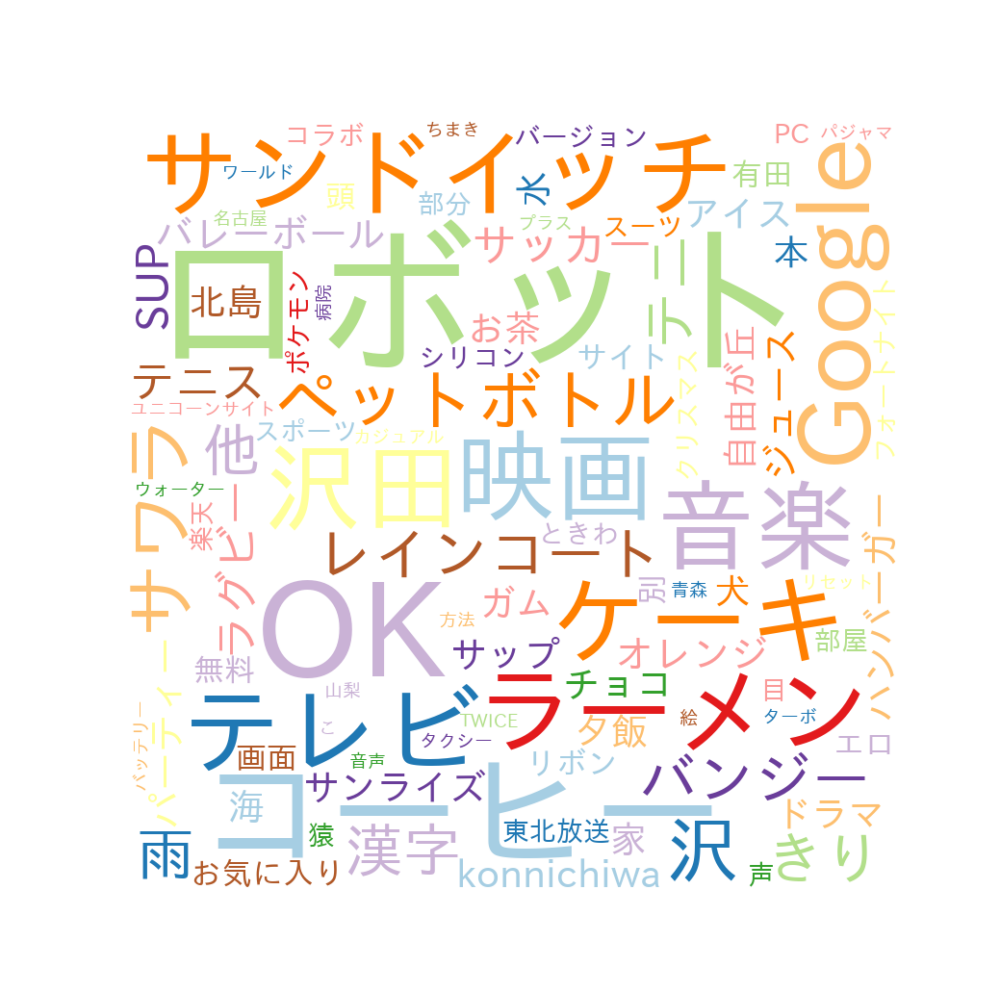 コラボ
ちまき
バージョン
PC
パジャマ
サンドイッチ
ワールド
頭
部分
水
有田
Google
名古屋
プラス
スーツ
アイス
バレーボール
サッカー
本
SUP
ロボット
北島
ポケモン
病院
お茶
テニ
フォートナイト
シリコン
サイト
自由が丘
ジュース
テニス
ペットボトル
クリスマス
ユニコーンサイト
スポーツ
カジュアル
他
サワラ
沢田
映画
音楽
ウォーター
楽天
ラグビー
レインコート
ときわ
ハンバーガー
OK
ガム
別
青森
犬
リセット
ケーキ
方法
サップ
オレンジ
部屋
無料
パーティー
チョコ
ラーメン
目
山梨
テレビ
こ
TWICE
夕飯
絵
ターボ
バッテリー
タクシー
エロ
画面
音声
リボン
バンジー
サンライズ
コーヒー
海
ドラマ
雨
猿
漢字
東北放送
家
沢
きり
お気に入り
konnichiwa
声